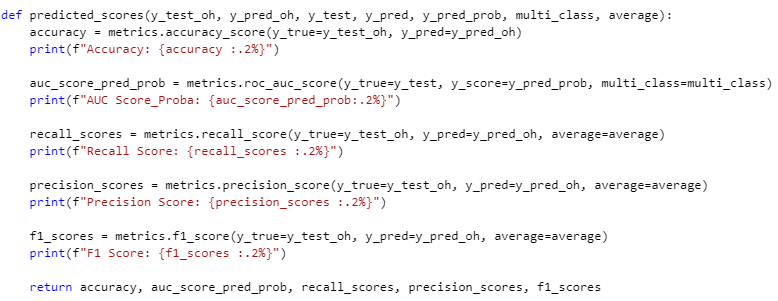 def predicted_scores(y_test_oh, y_pred_oh, y_test, y_pred, y_pred_prob, multi_class, average):
    accuracy = metrics.accuracy_score(y_true=y_test_oh, y_pred=y_pred_oh)
    print(f"Accuracy: {accuracy :.2%}")

    auc_score_pred_prob = metrics.roc_auc_score(y_true=y_test, y_score=y_pred_prob, multi_class=multi_class)
    print(f"AUC Score_Proba: {auc_score_pred_prob:.2%}")

    recall_scores = metrics.recall_score(y_true=y_test_oh, y_pred=y_pred_oh, average=average)
    print(f"Recall Score: {recall_scores :.2%}")

    precision_scores = metrics.precision_score(y_true=y_test_oh, y_pred=y_pred_oh, average=average)
    print(f"Precision Score: {precision_scores :.2%}")

    f1_scores = metrics.f1_score(y_true=y_test_oh, y_pred=y_pred_oh, average=average)
    print(f"F1 Score: {f1_scores :.2%}")

    return accuracy, auc_score_pred_prob, recall_scores, precision_scores, f1_scores